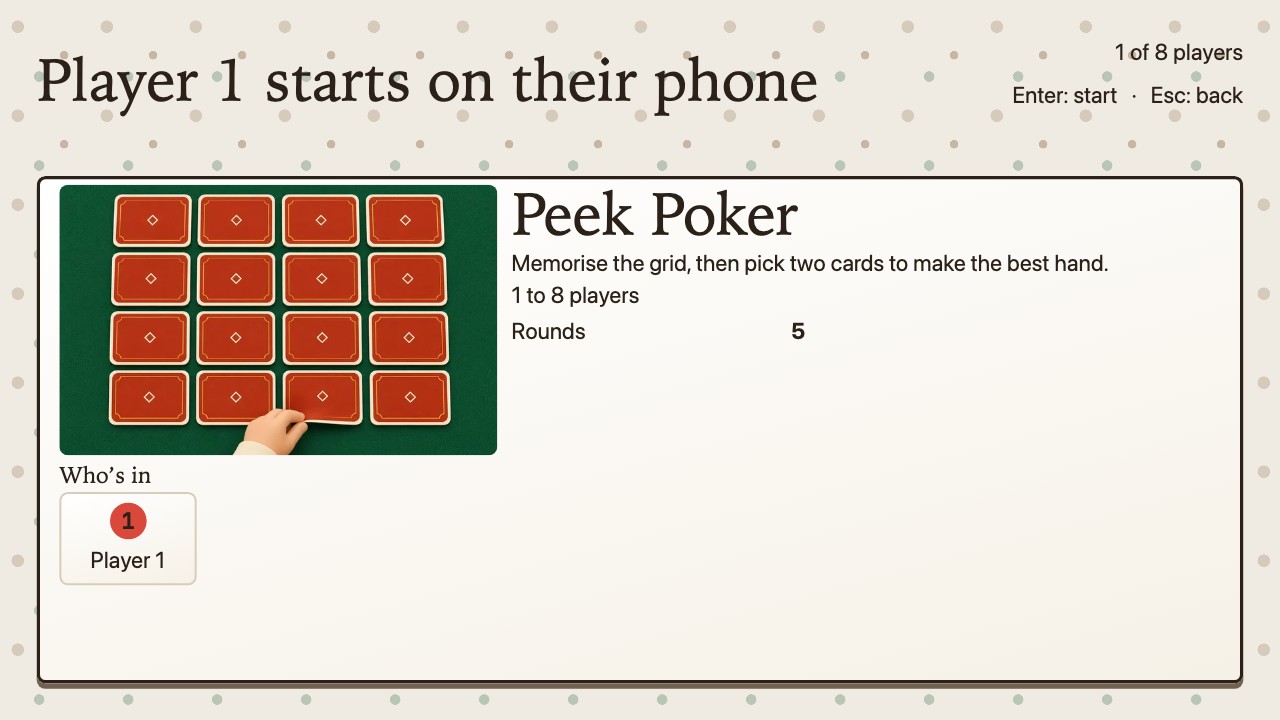 Player 1 starts on their phone
1 of 8 players
Enter: start · Esc: back
Peek Poker
Memorise the grid, then pick two cards to make the best hand.
1 to 8 players
Rounds 5
Who's in
1
Player 1